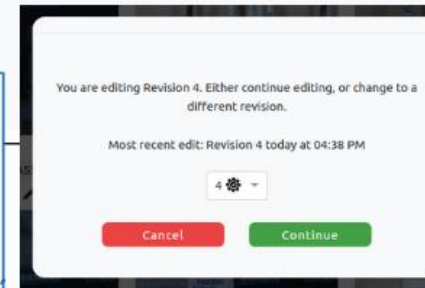 You are editing Revision 4. Either continue editing, or change to a
different revision.
Most recent edit: Revision 4 today at 04:38 PM
4
Cancel
Continue